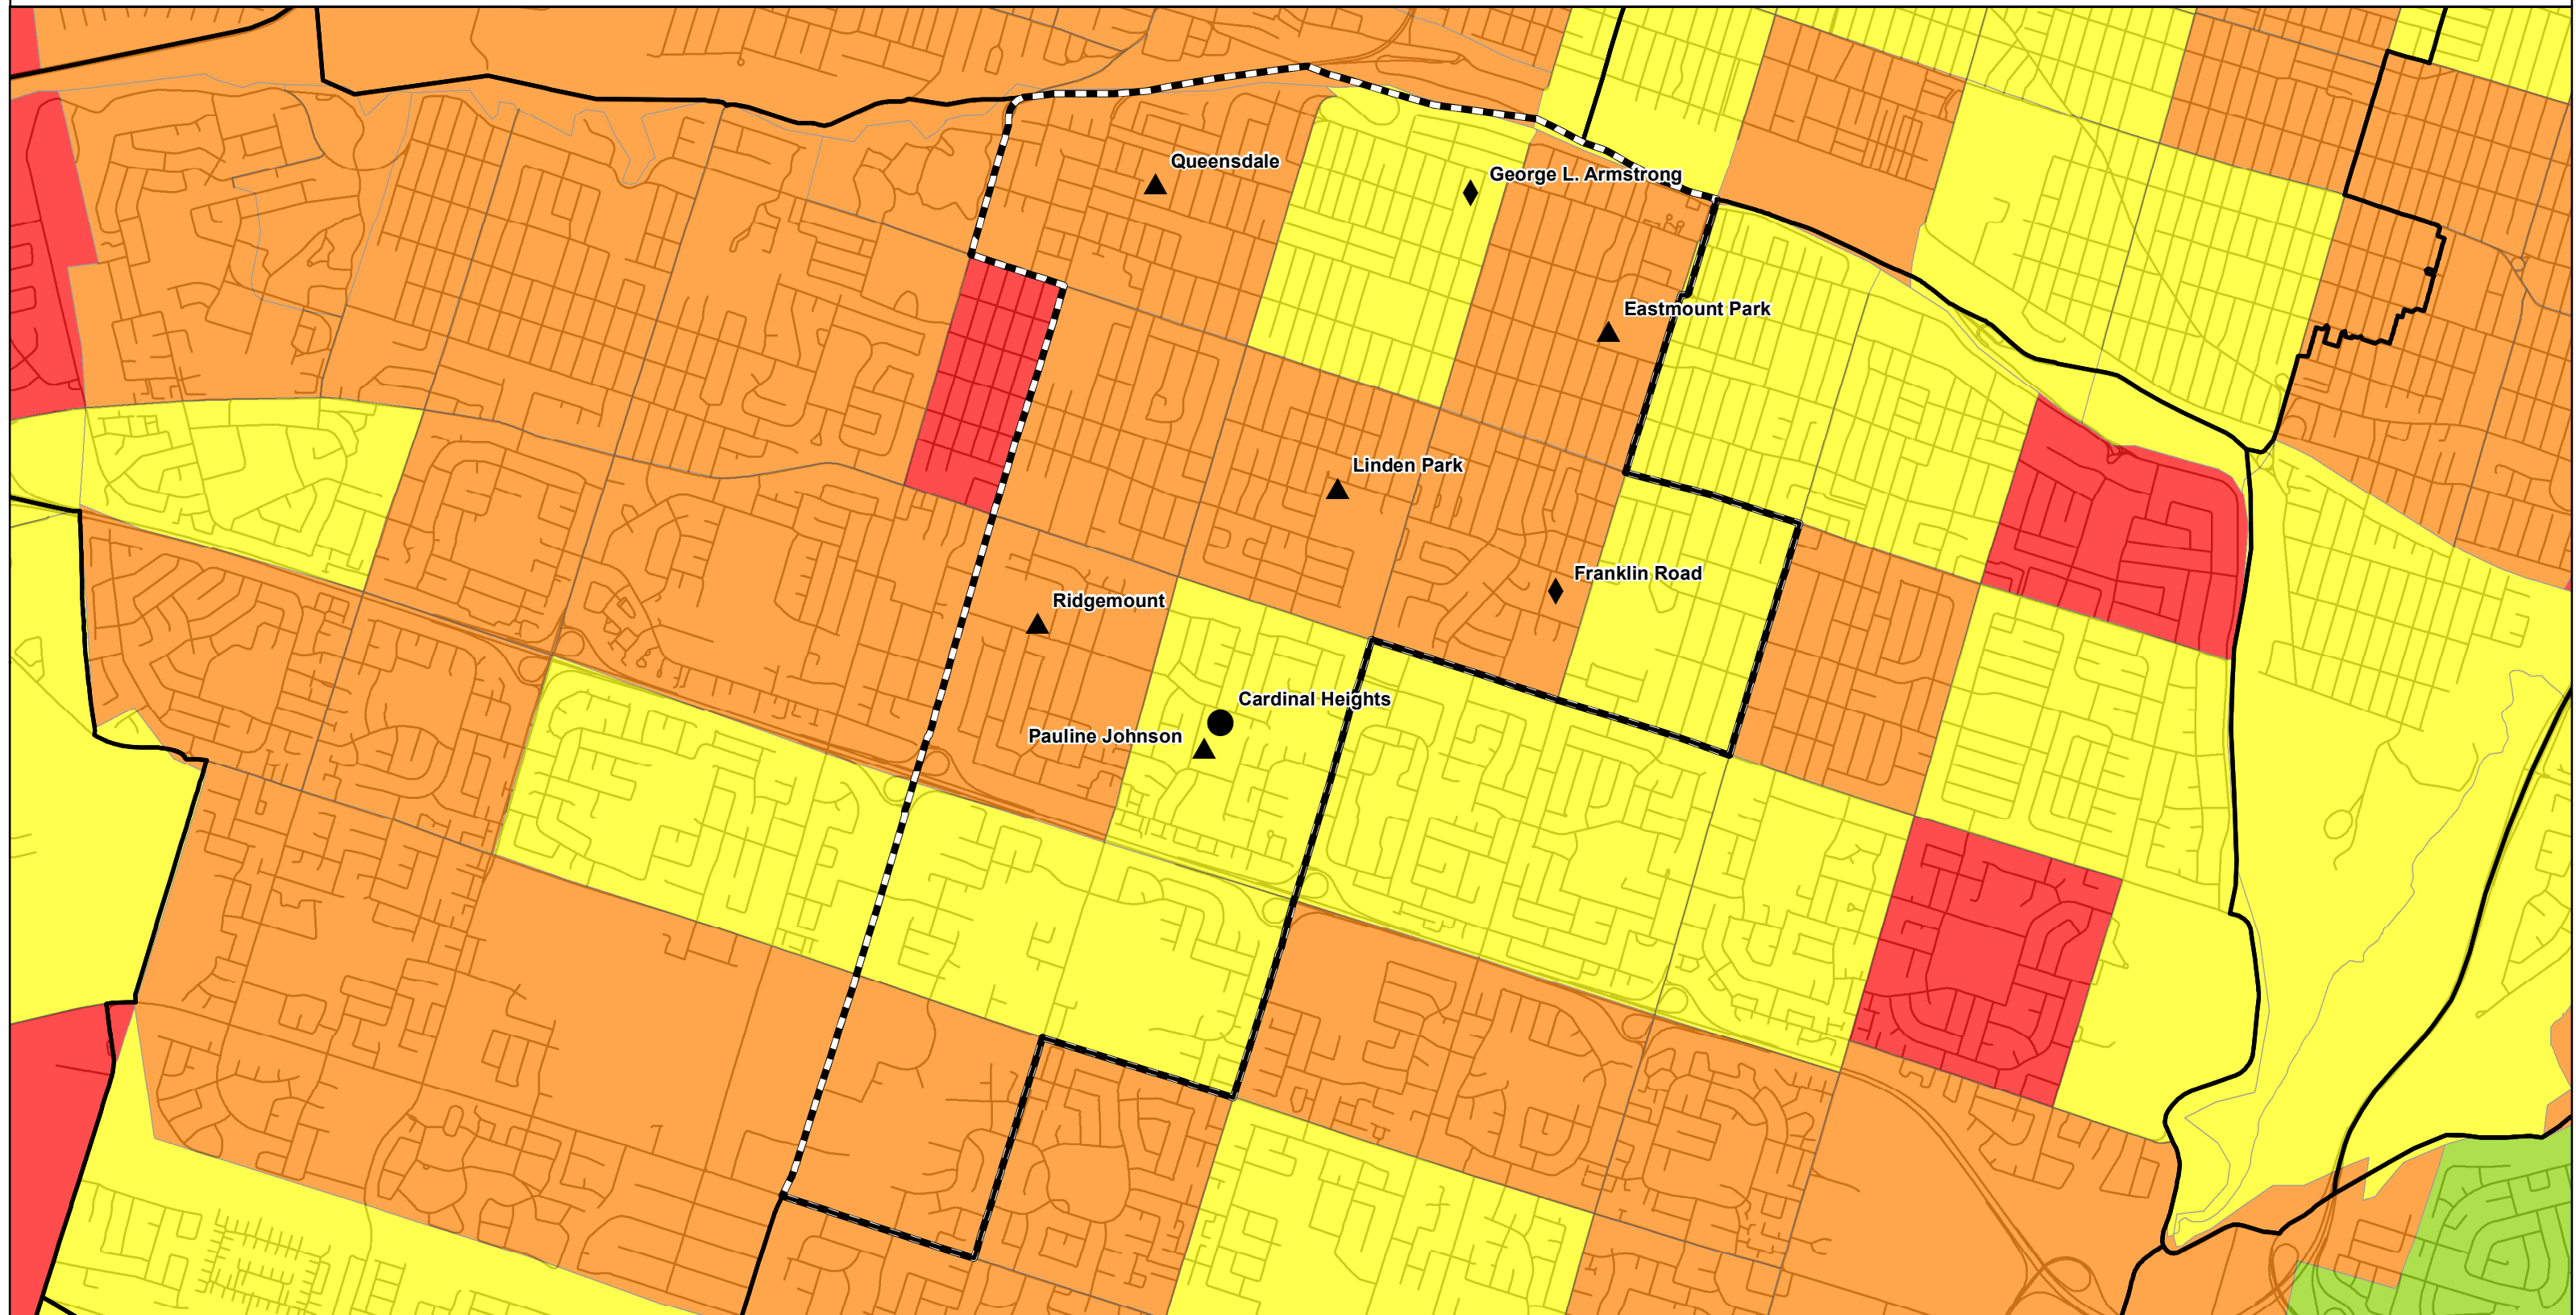 Queensdale
George L. Armstrong
Eastmount Park
Linden Park
Franklin Road
Ridgemount
Cardinal Heights
Pauline Johnson